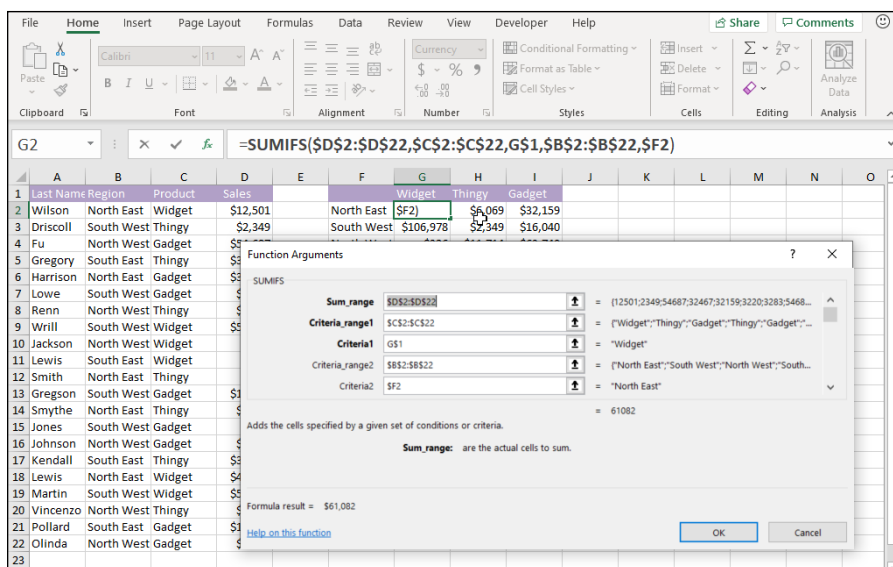 File Home Insert Page Layout Formulas Data Review View Developer Help Share Comments
Calibri 11 A^ A˅ ab Currency Conditional Formatting Insert Σ
Paste B I U A $ % 9 Format as Table Delete Analyze
Cell Styles Format Data
Clipboard Font Alignment Number Styles Cells Editing Analysis
G2 fx =SUMIFS($D$2:$D$22,$C$2:$C$22,G$1,$B$2:$B$22,$F2)
A B C D E F G H I J K L M N O
1 Last Name Region Product Sales Widget Thingy Gadget
2 Wilson North East Widget $12,501 North East $F2) $6,069 $32,159
3 Driscoll South West Thingy $2,349 South West $106,978 $2,349 $16,040
4 Fu North West Gadget
5 Gregory South East Thingy
6 Harrison North East Gadget
7 Lowe South West Gadget
8 Renn North West Thingy
9 Wrill South West Widget
10 Jackson North West Widget
11 Lewis South East Widget
12 Smith North East Thingy
13 Gregson South West Gadget
14 Smythe North East Thingy
15 Jones South West Gadget
16 Johnson North West Gadget
17 Kendall South East Thingy
18 Lewis North East Widget
19 Martin South West Widget
20 Vincenzo North West Thingy
21 Pollard South East Gadget
22 Olinda North West Gadget
23
Function Arguments ? ×
SUMIFS
Sum_range $D$2:$D$22 = {12501;2349;54687;32467;32159;3220;3283;5468...
Criteria_range1 $C$2:$C$22 = {"Widget";"Thingy";"Gadget";"Thingy";"Gadget";"...
Criteria1 G$1 = "Widget"
Criteria_range2 $B$2:$B$22 = {"North East";"South West";"North West";"South...
Criteria2 $F2 = "North East"
= 61082
Adds the cells specified by a given set of conditions or criteria.
Sum_range: are the actual cells to sum.
Formula result = $61,082
Help on this function OK Cancel